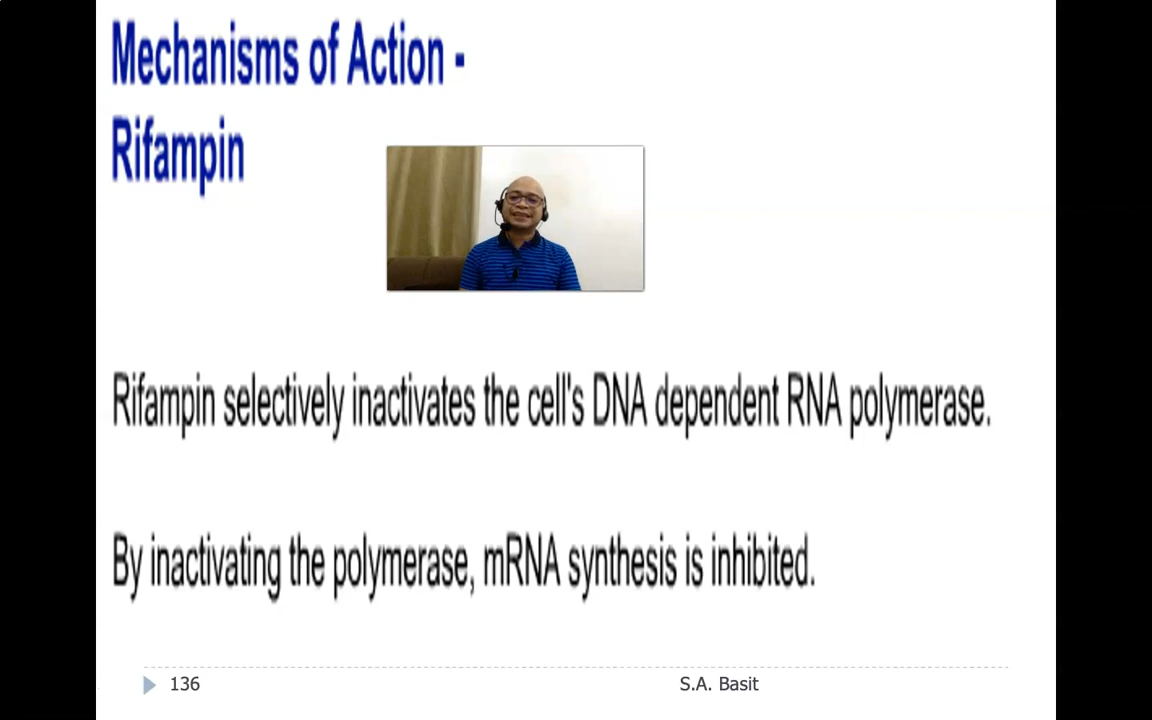 Mechanisms of Action -
Rifampin
Rifampin selectively inactivates the cell's DNA dependent RNA polymerase.
By inactivating the polymerase, mRNA synthesis is inhibited.
136
S.A. Basit